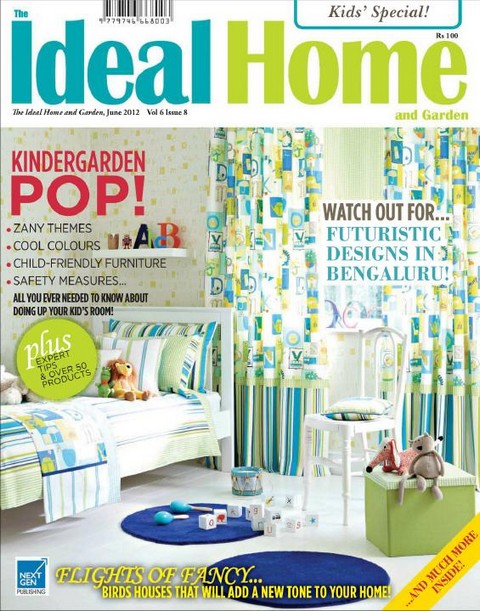 Kids' Special!
The
9 779746 668003
Rs 100
Ideal Home
and Garden
The Ideal Home and Garden, June 2012 Vol 6 Issue 8
KINDERGARDEN
POP!
• ZANY THEMES
• COOL COLOURS
• CHILD-FRIENDLY FURNITURE
• SAFETY MEASURES...
ALL YOU EVER NEEDED TO KNOW ABOUT
DOING UP YOUR KID'S ROOM!
WATCH OUT FOR...
FUTURISTIC
DESIGNS IN
BENGALURU!
plus
EXPERT
TIPS
& OVER 50
PRODUCTS
A B
...AND MUCH MORE
INSIDE!
NEXT
GEN
PUBLISHING
FLIGHTS OF FANCY...
BIRDS HOUSES THAT WILL ADD A NEW TONE TO YOUR HOME!